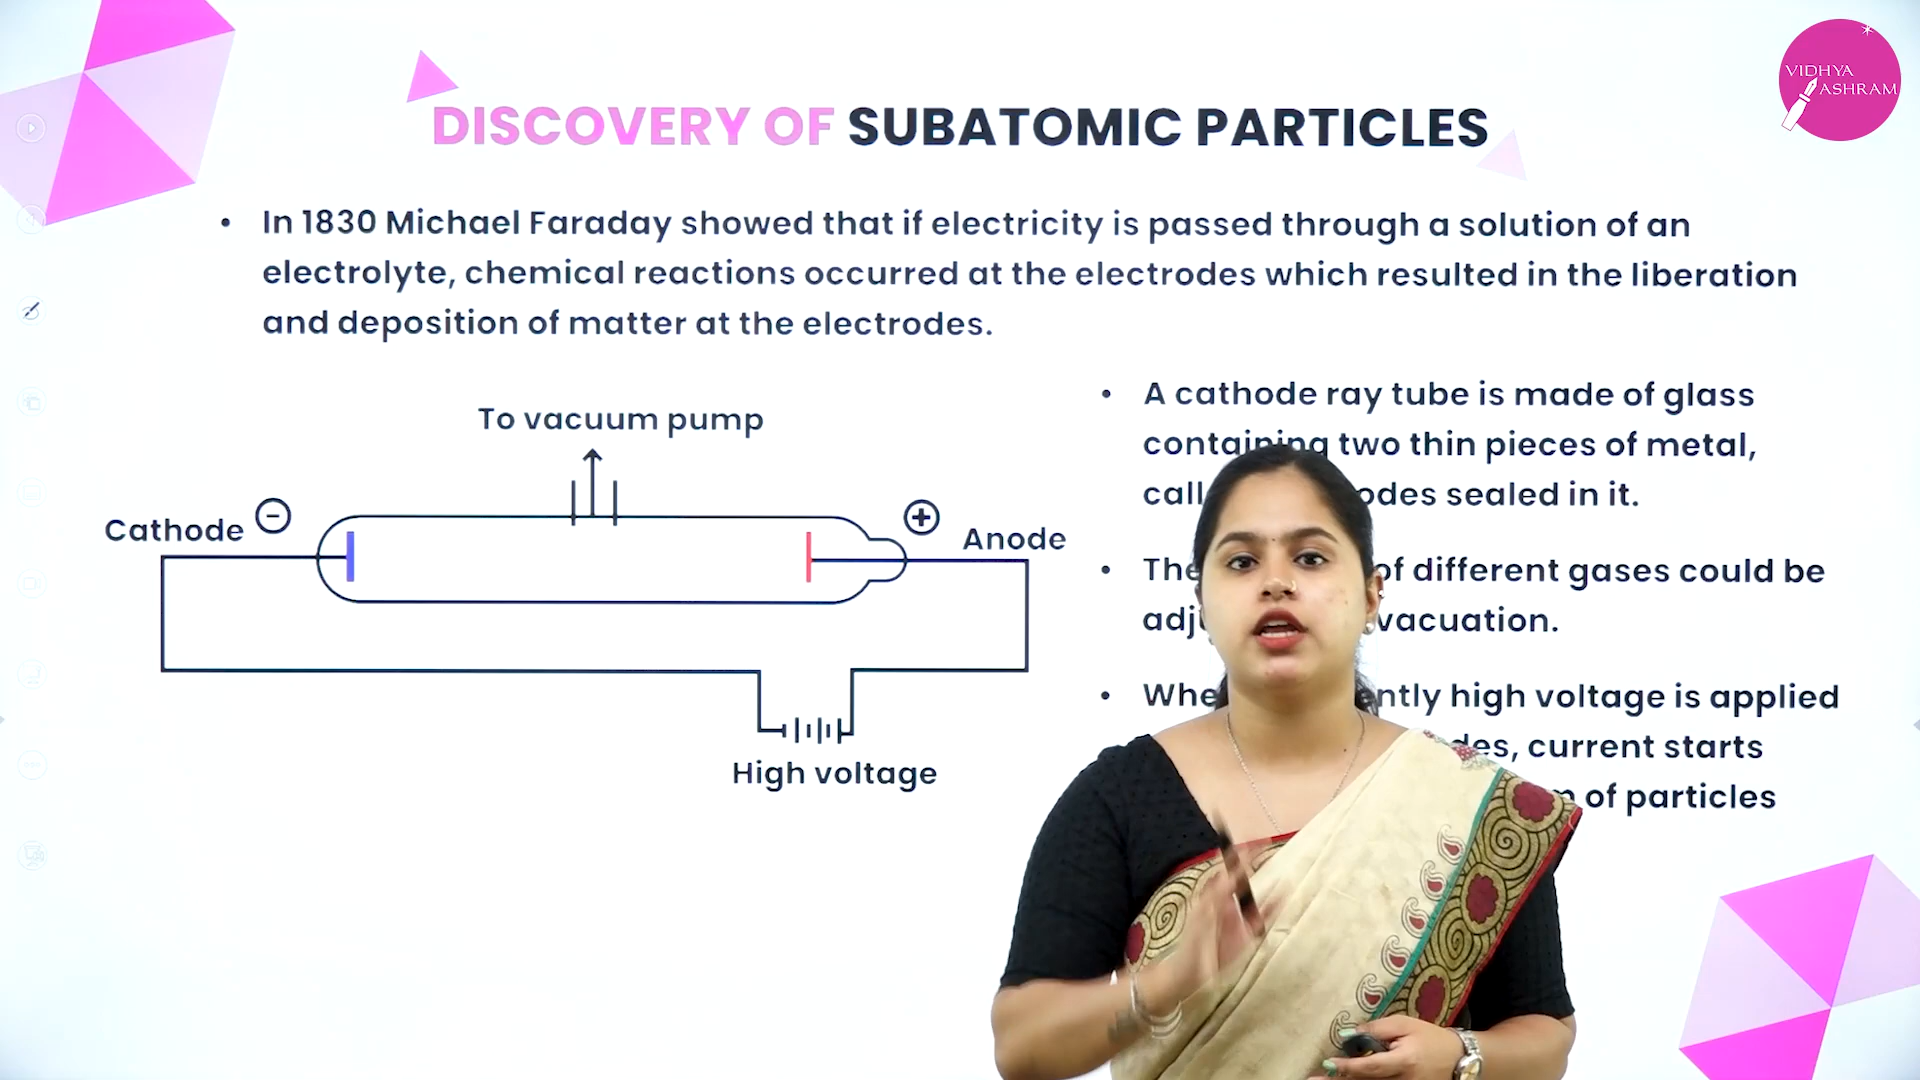 VIDHYA
ASHRAM
DISCOVERY OF SUBATOMIC PARTICLES
• In 1830 Michael Faraday showed that if electricity is passed through a solution of an
electrolyte, chemical reactions occurred at the electrodes which resulted in the liberation
and deposition of matter at the electrodes.
To vacuum pump
Cathode
−
+
Anode
High voltage
• A cathode ray tube is made of glass
containing two thin pieces of metal,
sealed in it.
• of different gases could be
• high voltage is applied
current starts
of particles